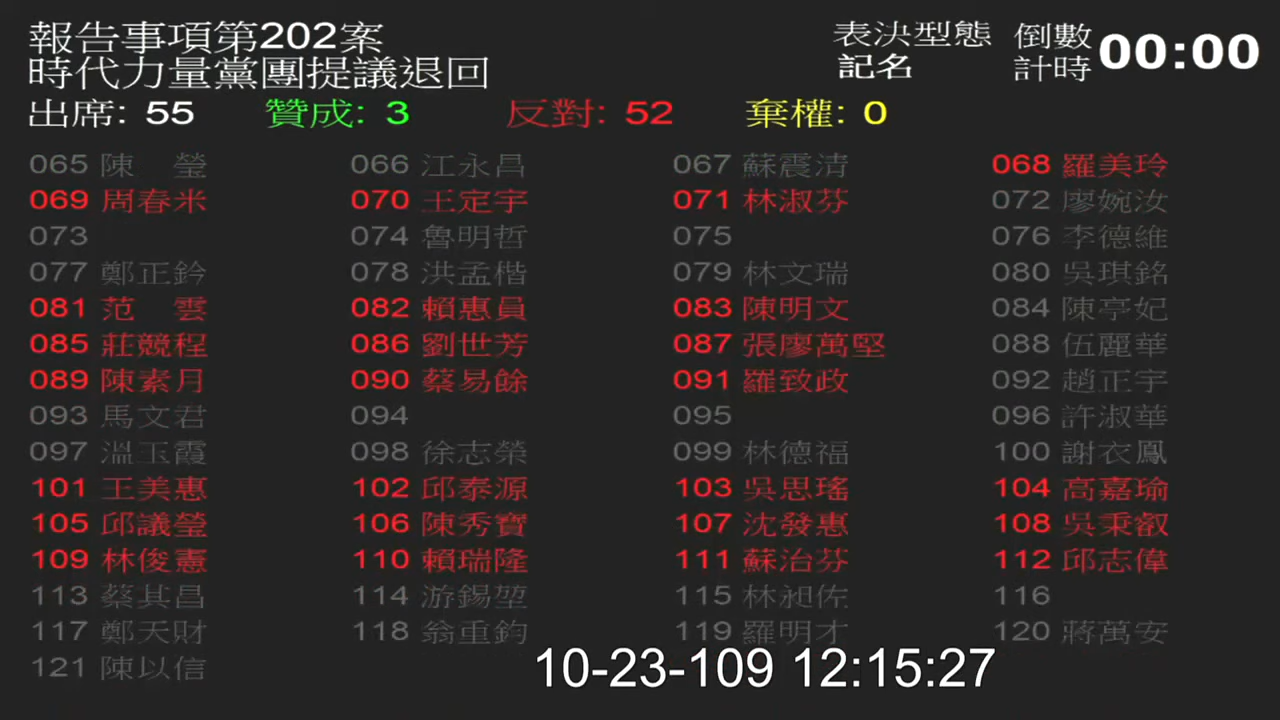 報告事項第202案
時代力量黨團提議退回
表決型態
記名
倒數
計時
00:00
出席: 55 贊成: 3 反對: 52 棄權: 0
065 陳 瑩 066 江永昌 067 蘇震清 068 羅美玲
069 周春米 070 王定宇 071 林淑芬 072 廖婉汝
073 074 魯明哲 075 076 李德維
077 鄭正鈐 078 洪孟楷 079 林文瑞 080 吳琪銘
081 范 雲 082 賴惠員 083 陳明文 084 陳亭妃
085 莊競程 086 劉世芳 087 張廖萬堅 088 伍麗華
089 陳素月 090 蔡易餘 091 羅致政 092 趙正宇
093 馬文君 094 095 096 許淑華
097 溫玉霞 098 徐志榮 099 林德福 100 謝衣鳳
101 王美惠 102 邱泰源 103 吳思瑤 104 高嘉瑜
105 邱議瑩 106 陳秀寶 107 沈發惠 108 吳秉叡
109 林俊憲 110 賴瑞隆 111 蘇治芬 112 邱志偉
113 蔡其昌 114 游錫堃 115 林昶佐 116
117 鄭天財 118 翁重鈞 119 羅明才 120 蔣萬安
121 陳以信
10-23-109 12:15:27